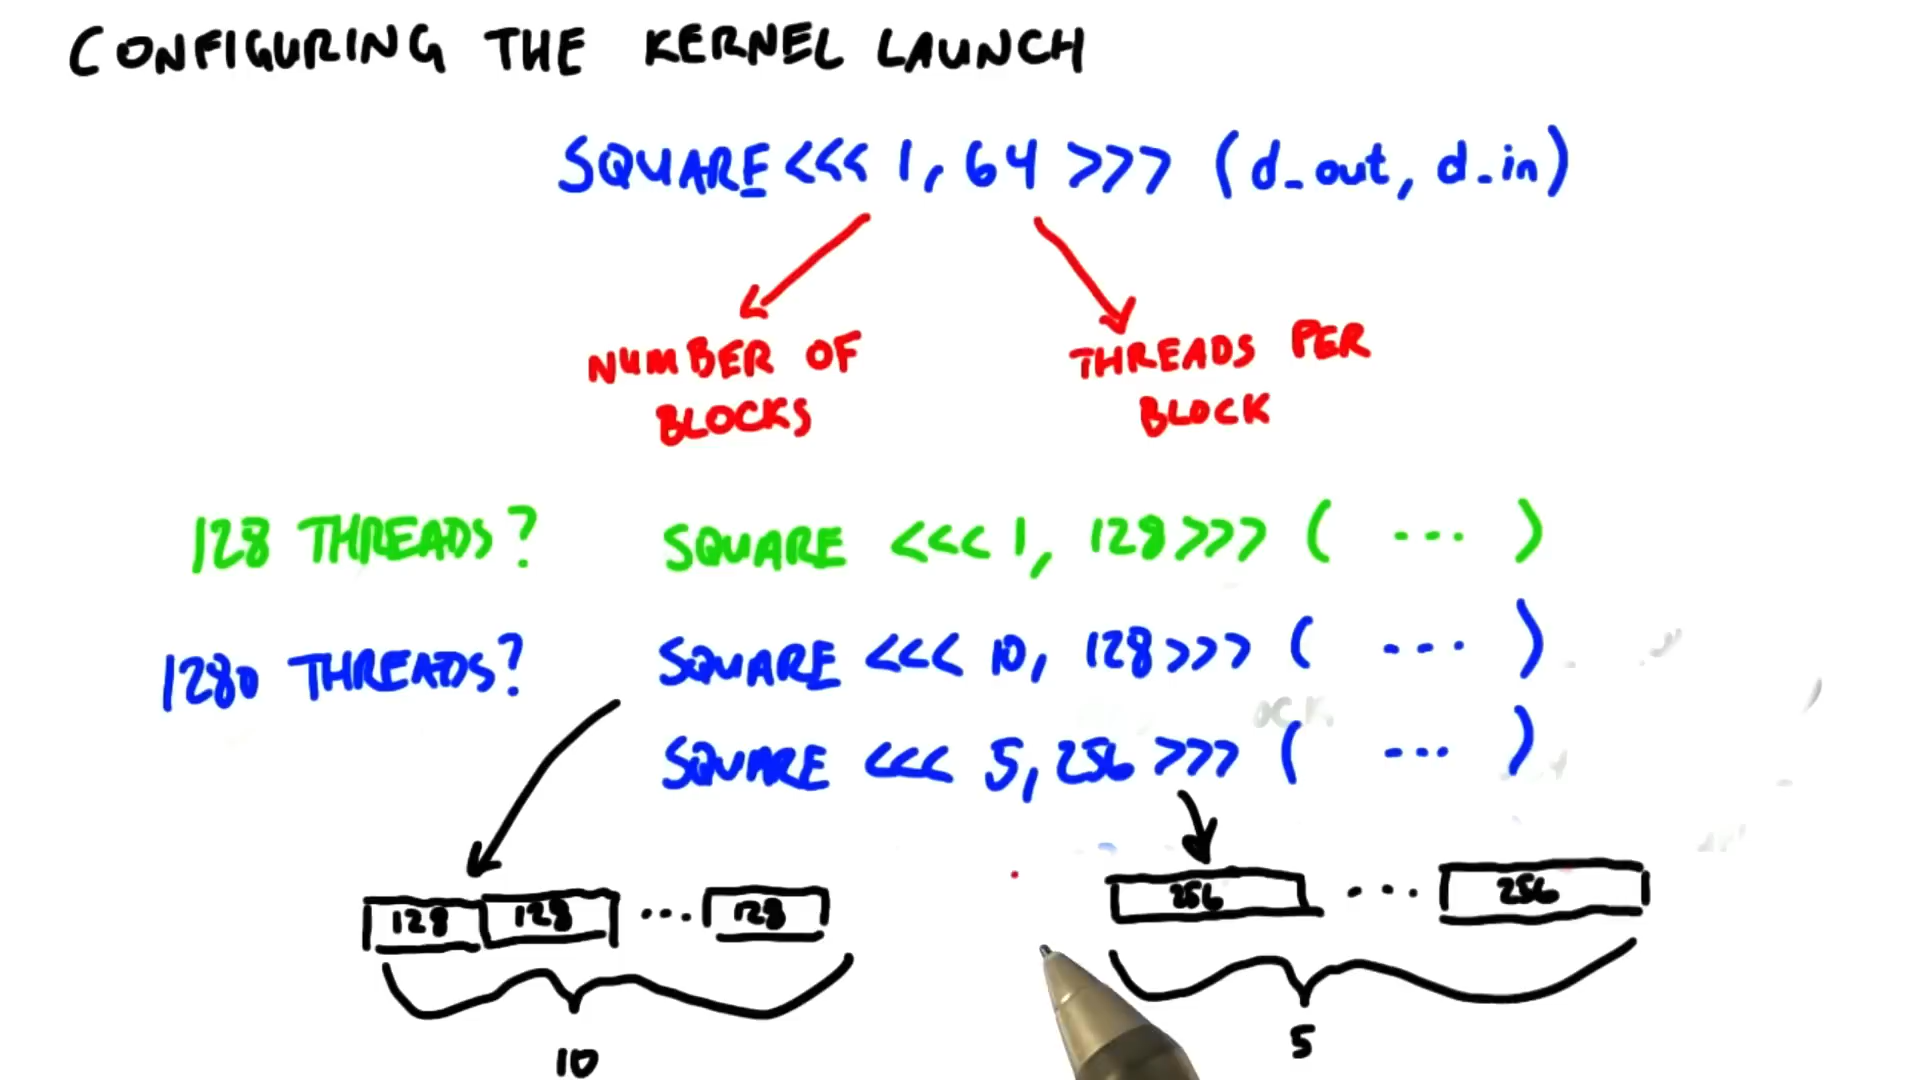 CONFIGURING THE KERNEL LAUNCH
SQUARE <<< 1, 64 >>> (d_out, d_in)
NUMBER OF
BLOCKS
THREADS PER
BLOCK
128 THREADS? SQUARE <<< 1, 128 >>> ( ... )
1280 THREADS? SQUARE <<< 10, 128 >>> ( ... )
SQUARE <<< 5, 256 >>> ( ... )
128 128 ... 128
256 ... 256
10
5